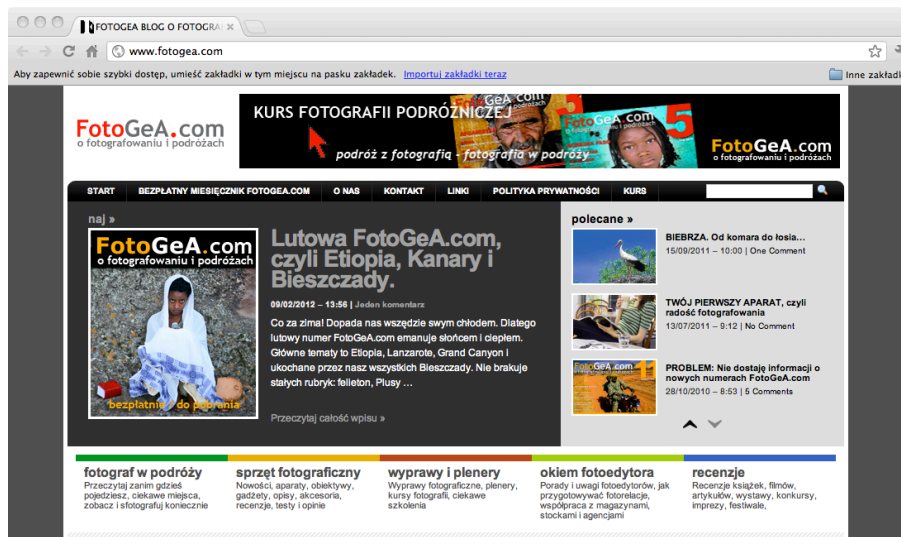 FOTOGEA BLOG O FOTOGRA
www.fotogea.com
Aby zapewnić sobie szybki dostęp, umieść zakładki w tym miejscu na pasku zakładek. Importuj zakładki teraz
Inne zakład
FotoGeA.com
o fotografowaniu i podróżach
KURS FOTOGRAFII PODRÓŻNICZEJ
podróż z fotografią - fotografia w podróży
GeA.com
podróżach
FotoGeA.com
5
FotoGeA.com
o fotografowaniu i podróżach
START BEZPŁATNY MIESIĘCZNIK FOTOGEA.COM O NAS KONTAKT LINKI POLITYKA PRYWATNOŚCI KURS
naj »
FotoGeA.com
o fotografowaniu i podróżach
bezpłatnie / do pobrania
Lutowa FotoGeA.com,
czyli Etiopia, Kanary i
Bieszczady.
09/02/2012 – 13:56 | Jeden komentarz
Co za zima! Dopada nas wszędzie swym chłodem. Dlatego
lutowy numer FotoGeA.com emanuje słońcem i ciepłem.
Główne tematy to Etiopia, Lanzarote, Grand Canyon i
ukochane przez nasz wszystkich Bieszczady. Nie brakuje
stałych rubryk: felieton, Plusy …
Przeczytaj całość wpisu »
polecane »
BIEBRZA. Od komara do łosia…
15/09/2011 – 10:00 | One Comment
TWÓJ PIERWSZY APARAT, czyli
radość fotografowania
13/07/2011 – 9:12 | No Comment
FotoGeA.com
PROBLEM: Nie dostaję informacji o
nowych numerach FotoGeA.com
28/10/2010 – 8:53 | 5 Comments
fotograf w podróży
Przeczytaj zanim gdzieś
pojedziesz, ciekawe miejsca,
zobacz i sfotografuj koniecznie
sprzęt fotograficzny
Nowości, aparaty, obiektywy,
gadżety, opisy, akcesoria,
recenzje, testy i opinie
wyprawy i plenery
Wyprawy fotograficzne, plenery,
kursy fotografii, ciekawe
szkolenia
okiem fotoedytora
Porady i uwagi fotoedytorów, jak
przygotowywać fotorelacje,
współpraca z magazynami,
stockami i agencjami
recenzje
Recenzje książek, filmów,
artykułów, wystawy, konkursy,
imprezy, festiwale,